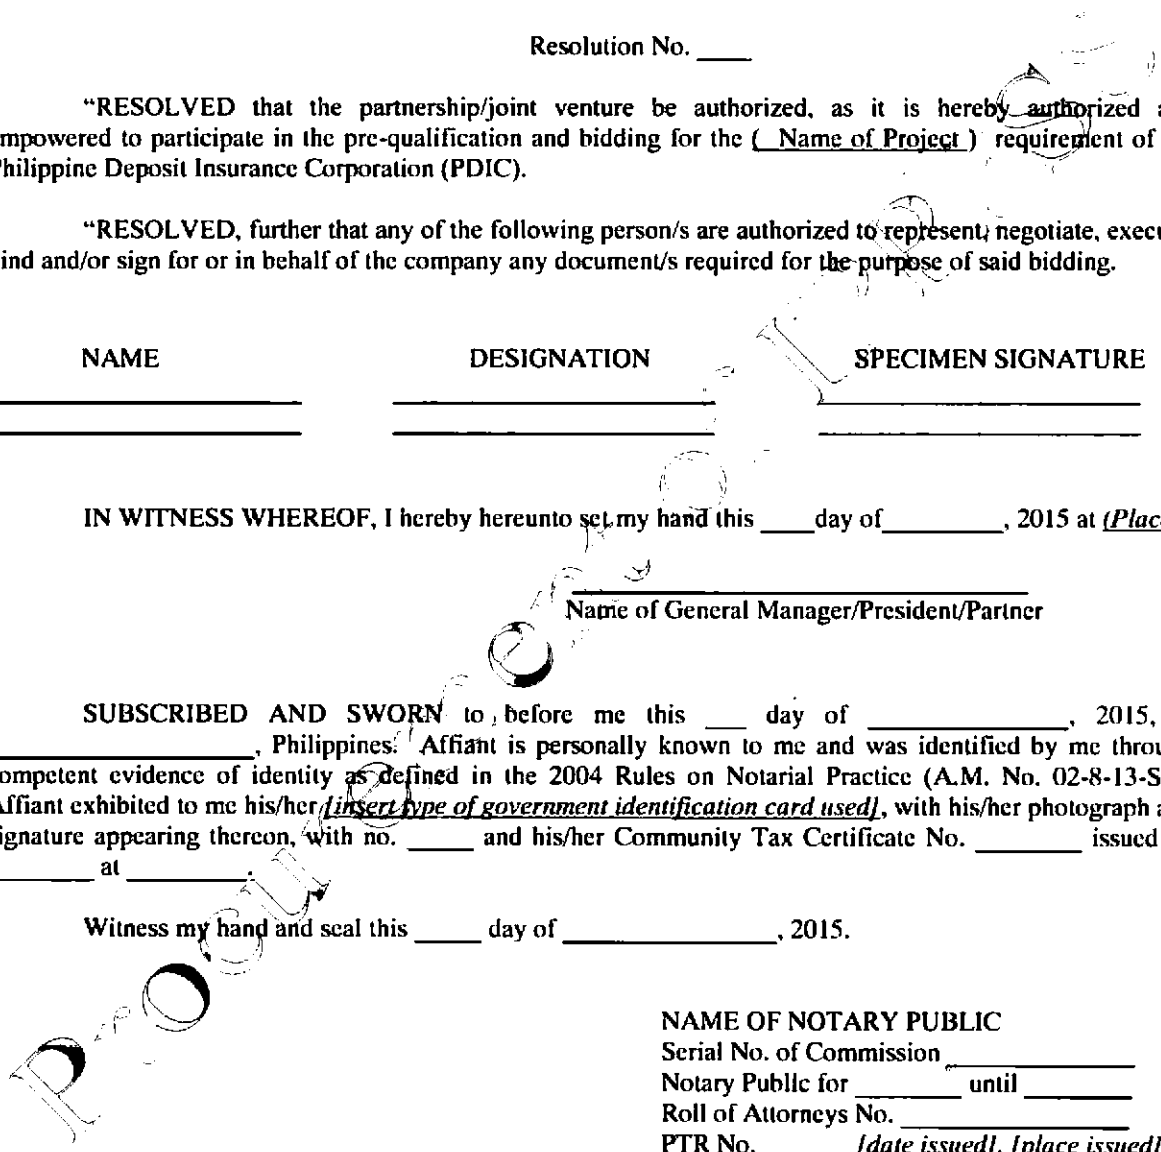 Resolution No. ____
"RESOLVED that the partnership/joint venture be authorized, as it is hereby authorized a
mpowered to participate in the pre-qualification and bidding for the ( Name of Project ) requirement of
Philippine Deposit Insurance Corporation (PDIC).
"RESOLVED, further that any of the following person/s are authorized to represent, negotiate, execu
ind and/or sign for or in behalf of the company any document/s required for the purpose of said bidding.
NAME DESIGNATION SPECIMEN SIGNATURE
IN WITNESS WHEREOF, I hereby hereunto set my hand this ____day of_________, 2015 at (Plac
Name of General Manager/President/Partner
SUBSCRIBED AND SWORN to before me this ___ day of _______________, 2015,
___________________, Philippines. Affiant is personally known to me and was identified by me throu
ompetent evidence of identity as defined in the 2004 Rules on Notarial Practice (A.M. No. 02-8-13-S
Affiant exhibited to me his/her [insert type of government identification card used], with his/her photograph a
ignature appearing thereon, with no. _____ and his/her Community Tax Certificate No. ________ issued
_______ at _________.
Witness my hand and seal this _____ day of ________________, 2015.
NAME OF NOTARY PUBLIC
Serial No. of Commission ______________
Notary Public for ________ until ________
Roll of Attorneys No. _________________
PTR No. _______ [date issued], [place issued]